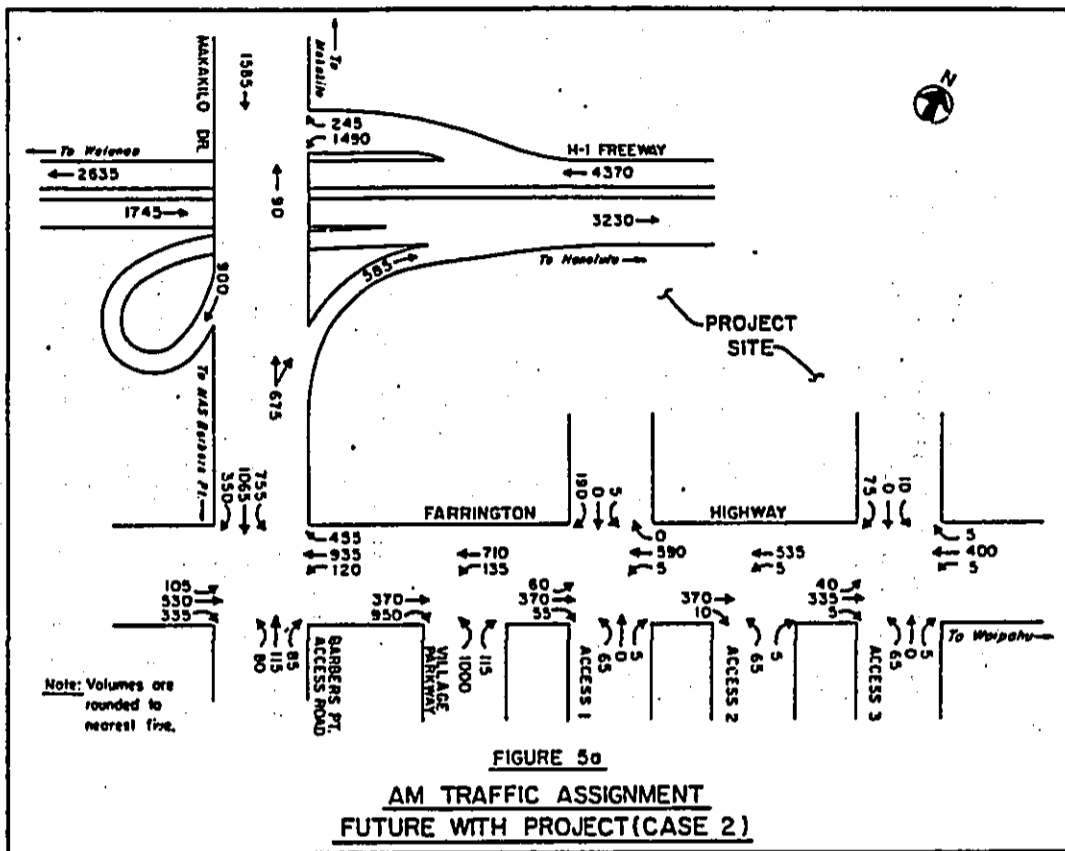 To
Makakilo
N
MAKAKILO DR.
1585
245
1490
H-1 FREEWAY
To Waianae
2635
4370
90
1745
3230
585
To Honolulu
900
PROJECT
SITE
675
To NAS Barbers Pt.
350
1065
755
190
0
5
75
0
10
FARRINGTON
HIGHWAY
455
935
120
710
135
0
590
5
535
5
5
400
5
105
530
335
370
950
60
370
55
370
10
40
335
5
80
115
85
1000
115
65
0
5
65
5
65
0
5
To Waipahu
BARBERS PT.
ACCESS ROAD
VILLAGE
PARKWAY
ACCESS 1
ACCESS 2
ACCESS 3
Note: Volumes are
rounded to
nearest five.
FIGURE 5a
AM TRAFFIC ASSIGNMENT
FUTURE WITH PROJECT(CASE 2)